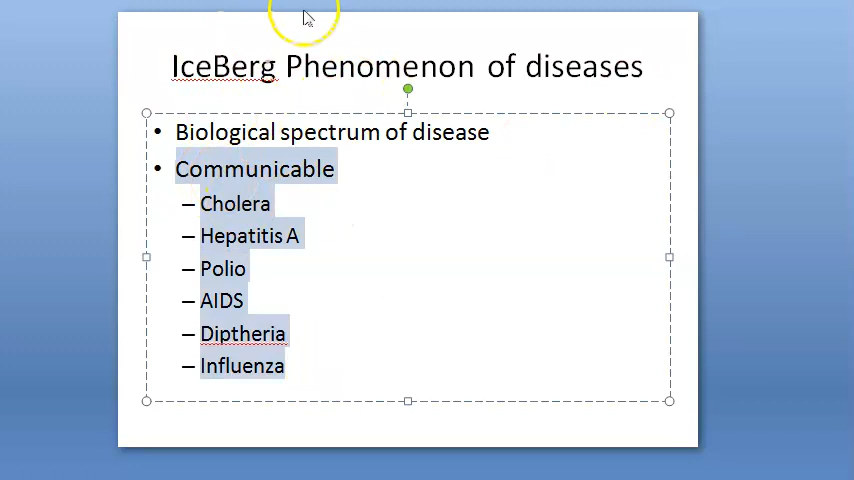 IceBerg Phenomenon of diseases
• Biological spectrum of disease
• Communicable
– Cholera
– Hepatitis A
– Polio
– AIDS
– Diptheria
– Influenza